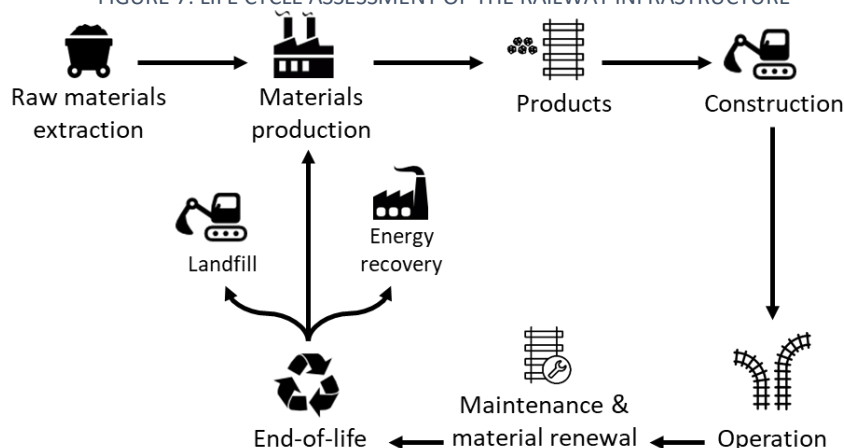 FIGURE 7: LIFE CYCLE ASSESSMENT OF THE RAILWAY INFRASTRUCTURE
Raw materials
extraction
Materials
production
Products
Construction
Landfill
Energy
recovery
End-of-life
Maintenance &
material renewal
Operation